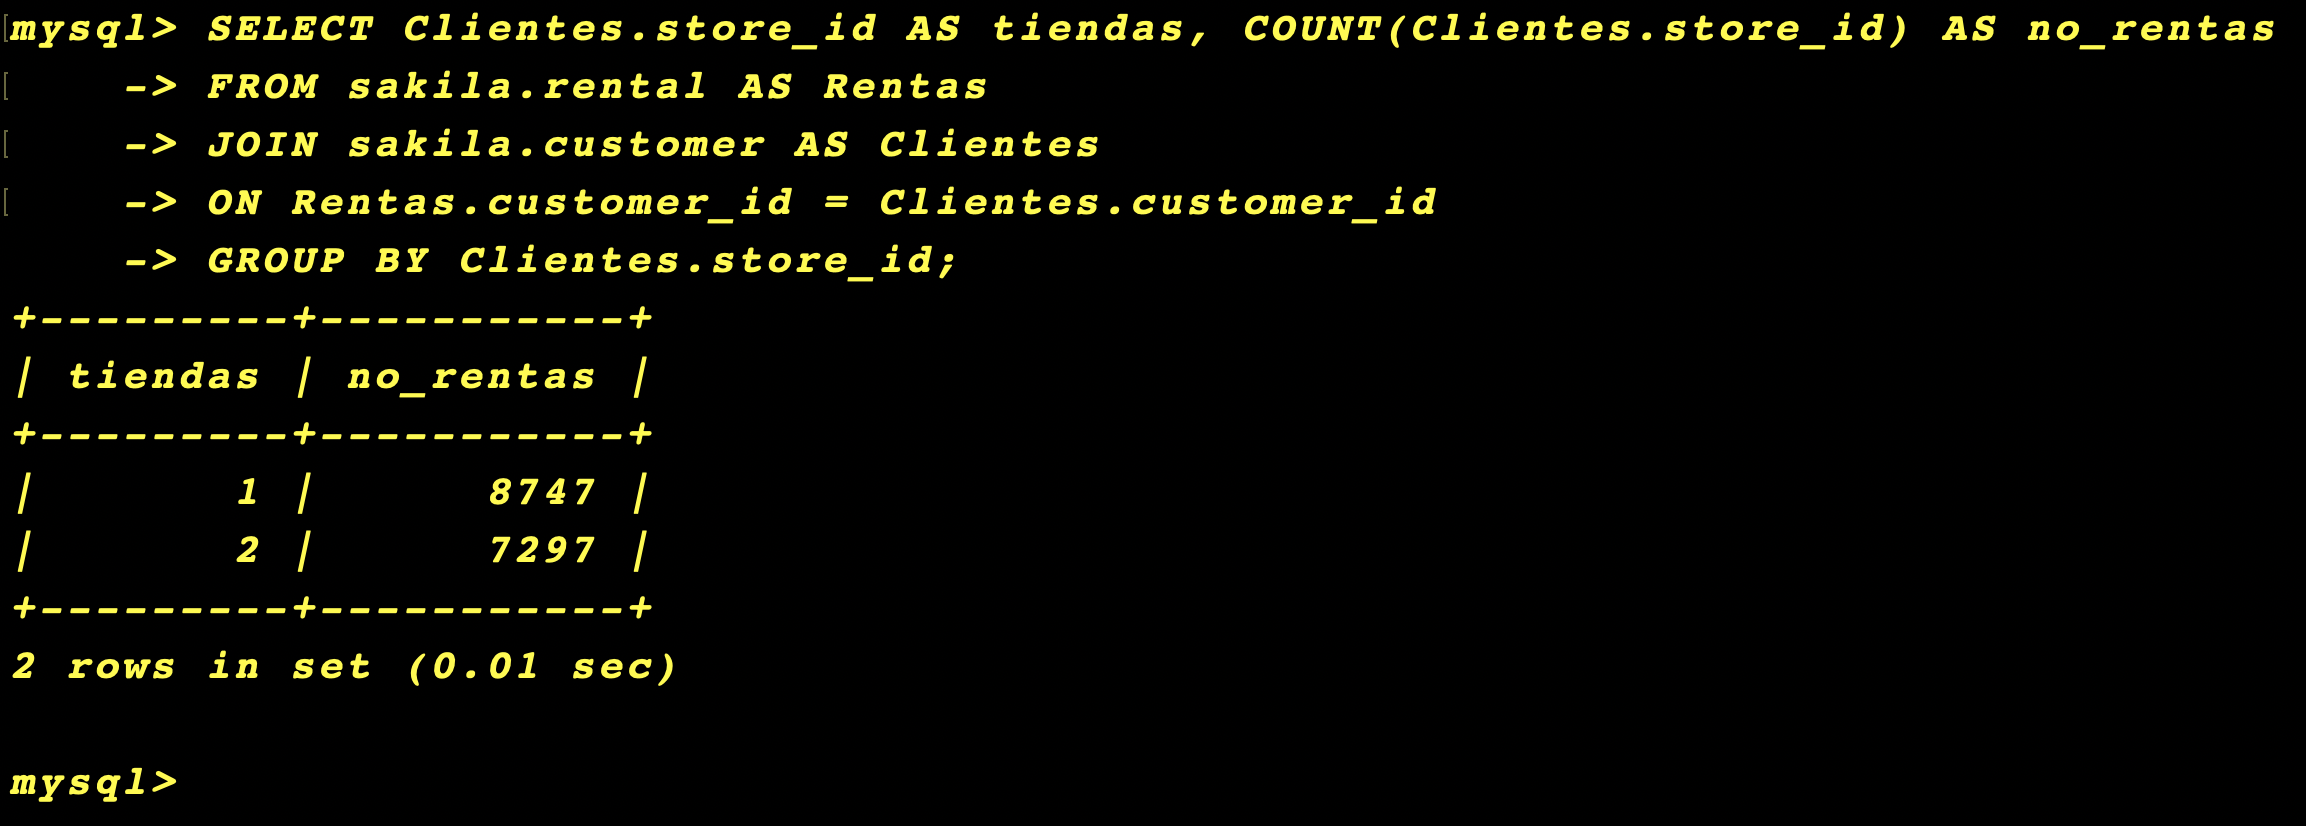 mysql> SELECT Clientes.store_id AS tiendas, COUNT(Clientes.store_id) AS no_rentas
    -> FROM sakila.rental AS Rentas
    -> JOIN sakila.customer AS Clientes
    -> ON Rentas.customer_id = Clientes.customer_id
    -> GROUP BY Clientes.store_id;
+---------+-----------+
| tiendas | no_rentas |
+---------+-----------+
|       1 |      8747 |
|       2 |      7297 |
+---------+-----------+
2 rows in set (0.01 sec)

mysql>